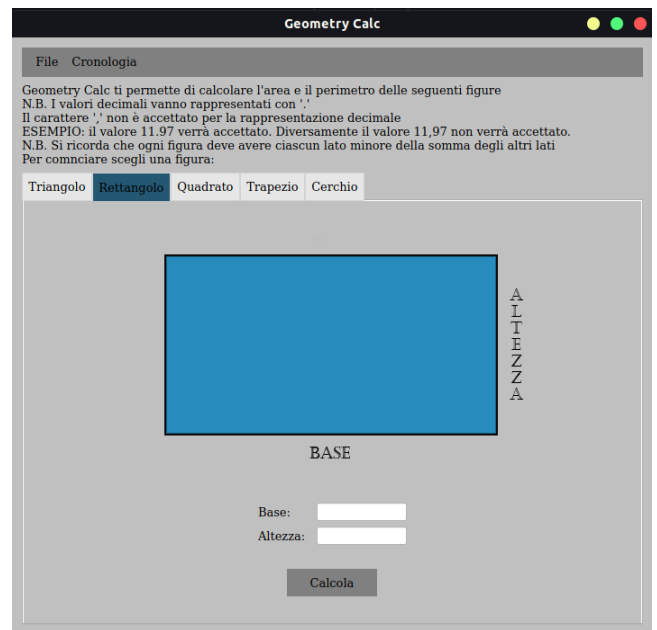 Geometry Calc
File Cronologia
Geometry Calc ti permette di calcolare l'area e il perimetro delle seguenti figure
N.B. I valori decimali vanno rappresentati con '.'
Il carattere ',' non è accettato per la rappresentazione decimale
ESEMPIO: il valore 11.97 verrà accettato. Diversamente il valore 11,97 non verrà accettato.
N.B. Si ricorda che ogni figura deve avere ciascun lato minore della somma degli altri lati
Per comnciare scegli una figura:
Triangolo Rettangolo Quadrato Trapezio Cerchio
ALTEZZA
BASE
Base:
Altezza:
Calcola